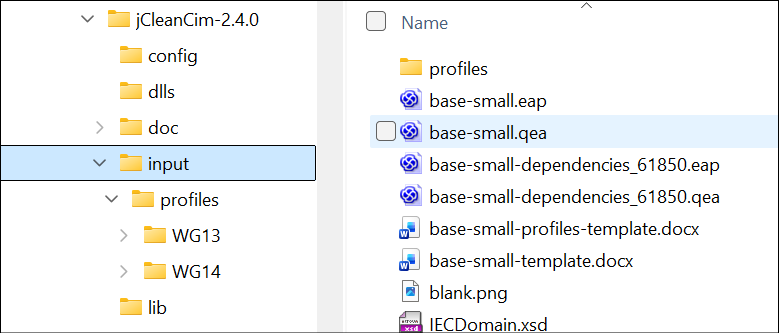 jCleanCim-2.4.0
config
dlls
doc
input
profiles
WG13
WG14
lib
Name
profiles
base-small.eap
base-small.qea
base-small-dependencies_61850.eap
base-small-dependencies_61850.qea
base-small-profiles-template.docx
base-small-template.docx
blank.png
IECDomain.xsd